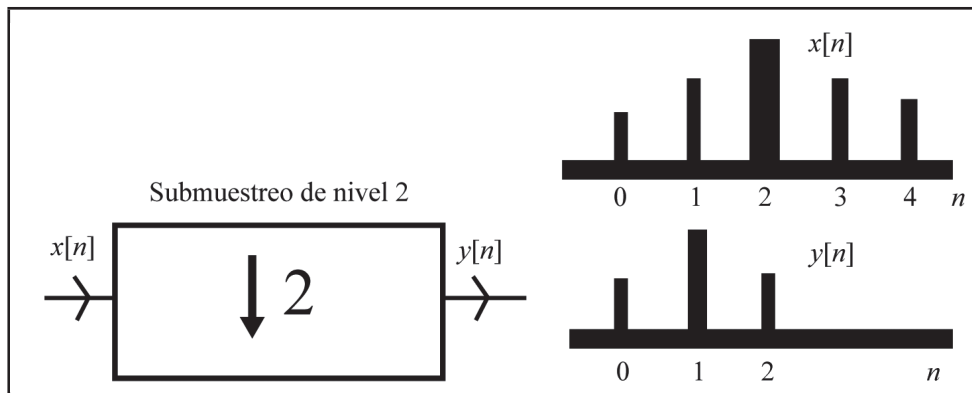 Submuestreo de nivel 2
x[n]
↓ 2
y[n]
x[n]
0 1 2 3 4 n
y[n]
0 1 2 n